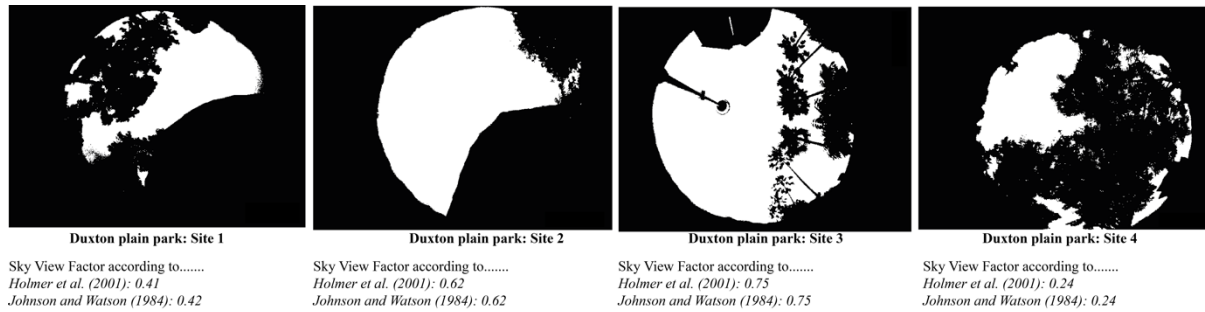 Duxton plain park: Site 1
Sky View Factor according to.......
Holmer et al. (2001): 0.41
Johnson and Watson (1984): 0.42
Duxton plain park: Site 2
Sky View Factor according to.......
Holmer et al. (2001): 0.62
Johnson and Watson (1984): 0.62
Duxton plain park: Site 3
Sky View Factor according to.......
Holmer et al. (2001): 0.75
Johnson and Watson (1984): 0.75
Duxton plain park: Site 4
Sky View Factor according to.......
Holmer et al. (2001): 0.24
Johnson and Watson (1984): 0.24